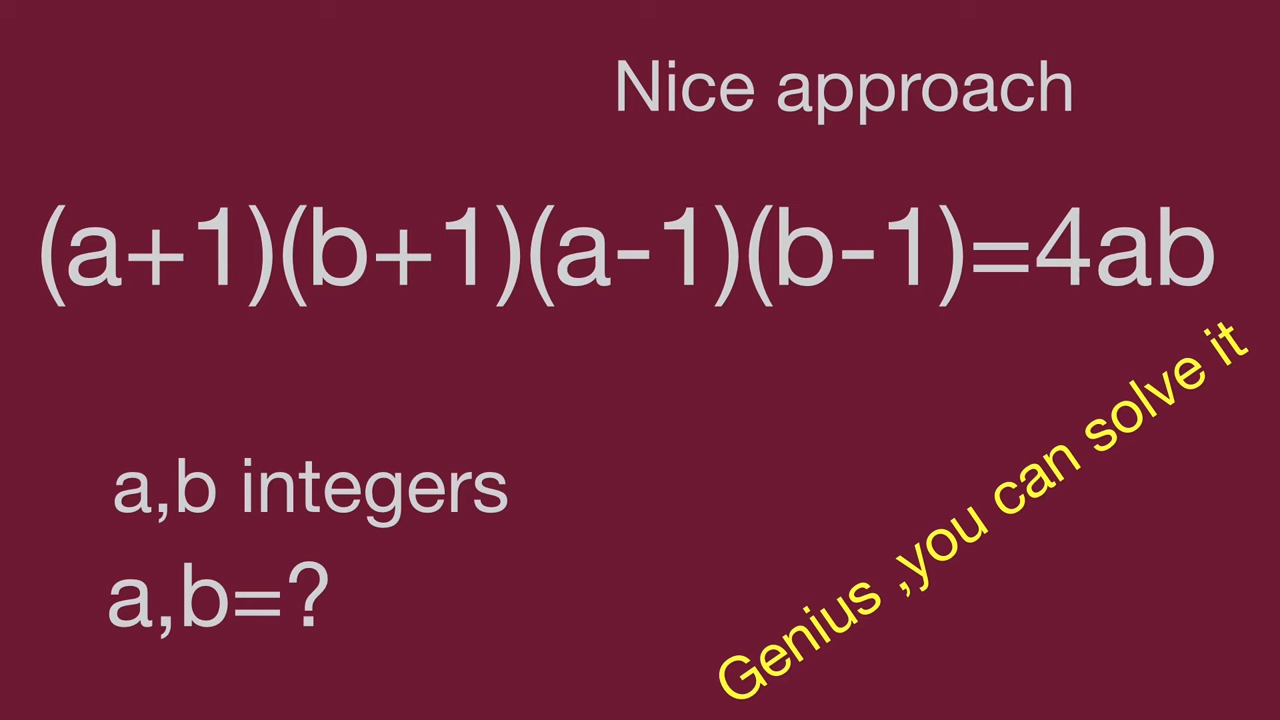 Nice approach
(a+1)(b+1)(a-1)(b-1)=4ab
a,b integers
a,b=?
Genius ,you can solve it